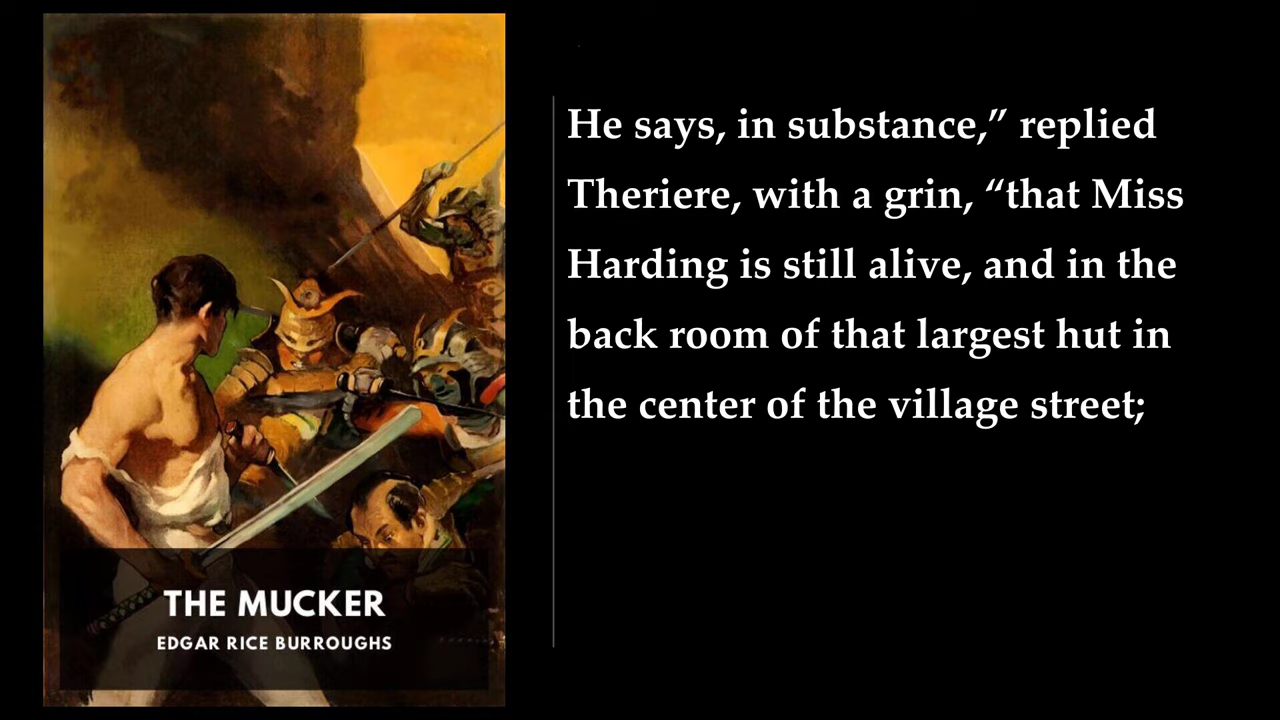 He says, in substance,” replied
Theriere, with a grin, “that Miss
Harding is still alive, and in the
back room of that largest hut in
the center of the village street;
THE MUCKER
EDGAR RICE BURROUGHS